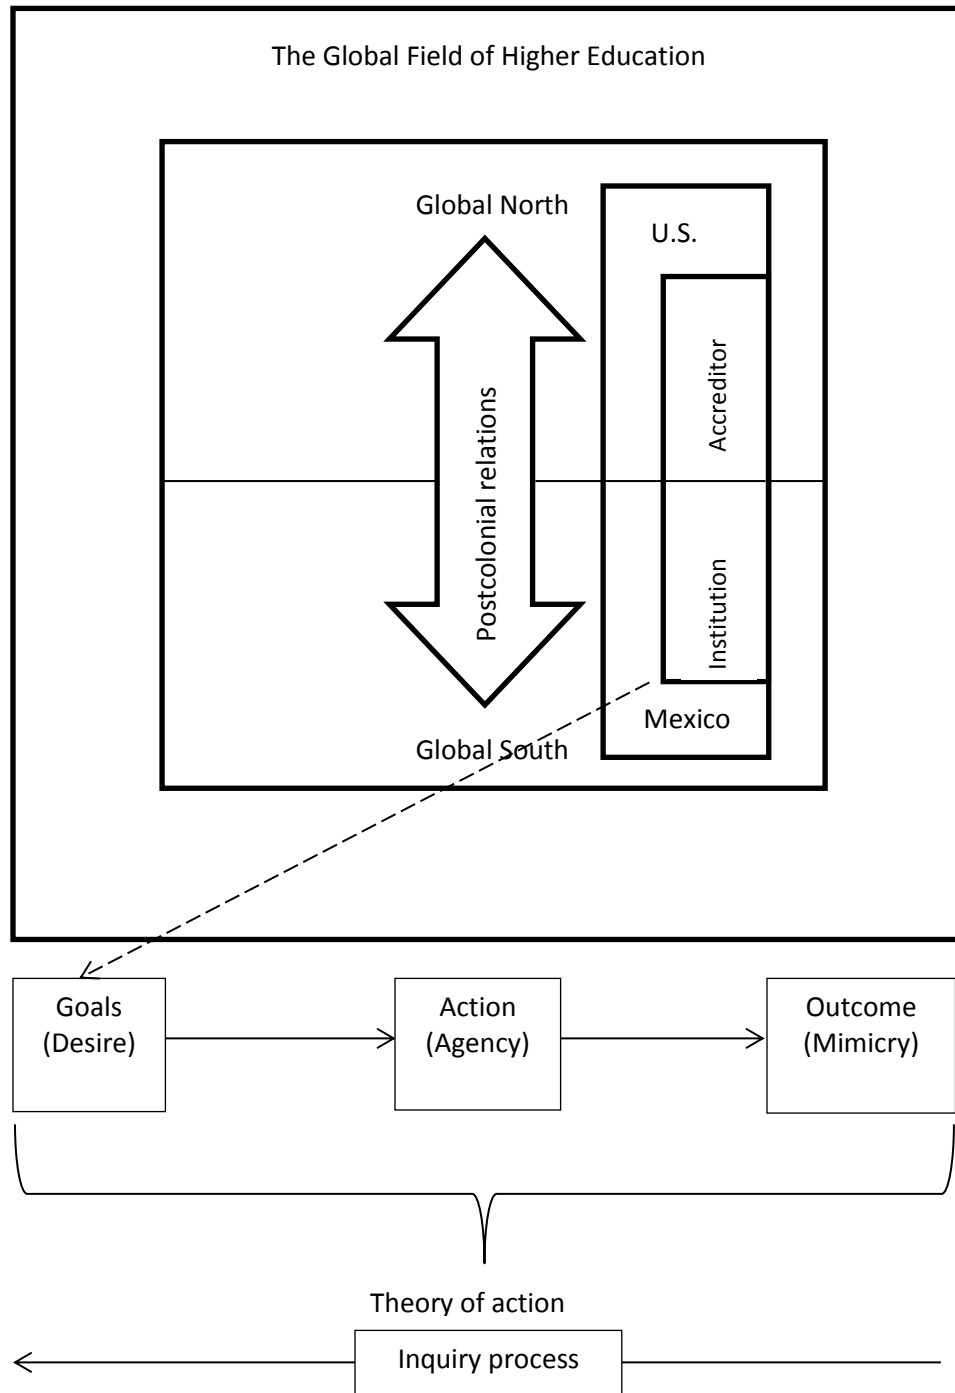 The Global Field of Higher Education
Global North
U.S.
Accreditor
Postcolonial relations
Institution
Mexico
Global South
Goals
(Desire)
Action
(Agency)
Outcome
(Mimicry)
Theory of action
Inquiry process